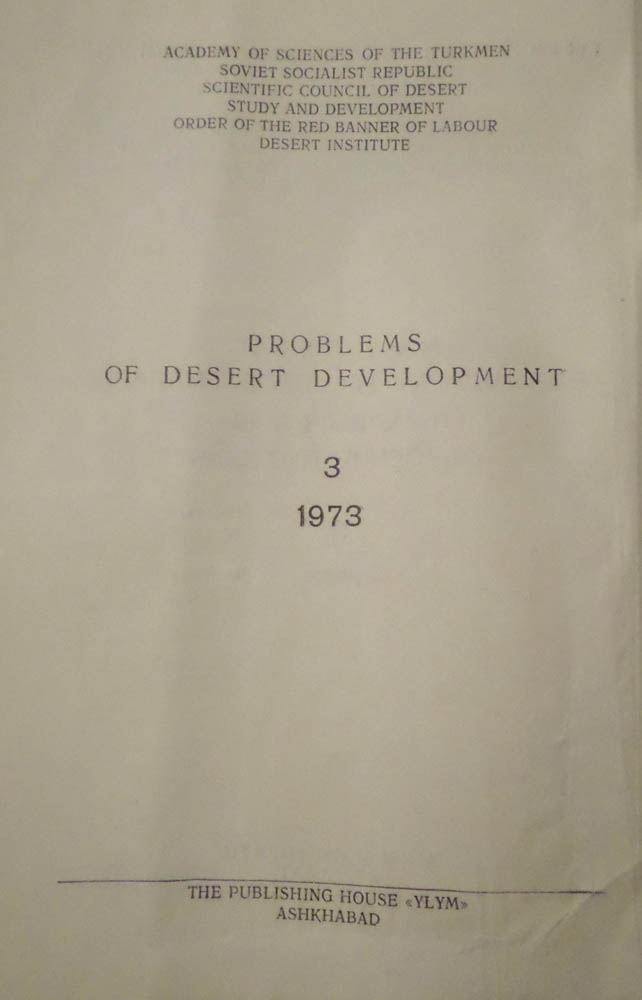 ACADEMY OF SCIENCES OF THE TURKMEN
SOVIET SOCIALIST REPUBLIC
SCIENTIFIC COUNCIL OF DESERT
STUDY AND DEVELOPMENT
ORDER OF THE RED BANNER OF LABOUR
DESERT INSTITUTE
PROBLEMS
OF DESERT DEVELOPMENT
3
1973
THE PUBLISHING HOUSE «YLYM»
ASHKHABAD